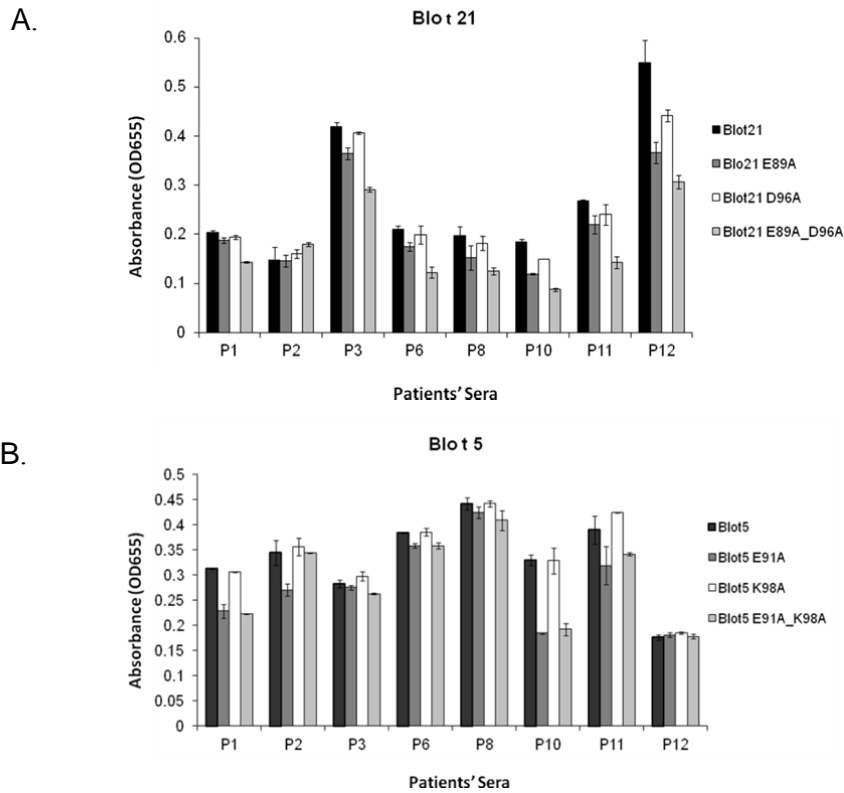 A.
Blot 21
0.6
0.5
0.4
0.3
0.2
0.1
0
Absorbance (OD655)
P1 P2 P3 P6 P8 P10 P11 P12
Patients' Sera
Blot21
Blo21 E89A
Blot21 D96A
Blot21 E89A_D96A
B.
Blot 5
0.5
0.45
0.4
0.35
0.3
0.25
0.2
0.15
0.1
0.05
0
Absorbance (OD655)
P1 P2 P3 P6 P8 P10 P11 P12
Patients' Sera
Blot5
Blot5 E91A
Blot5 K98A
Blot5 E91A_K98A